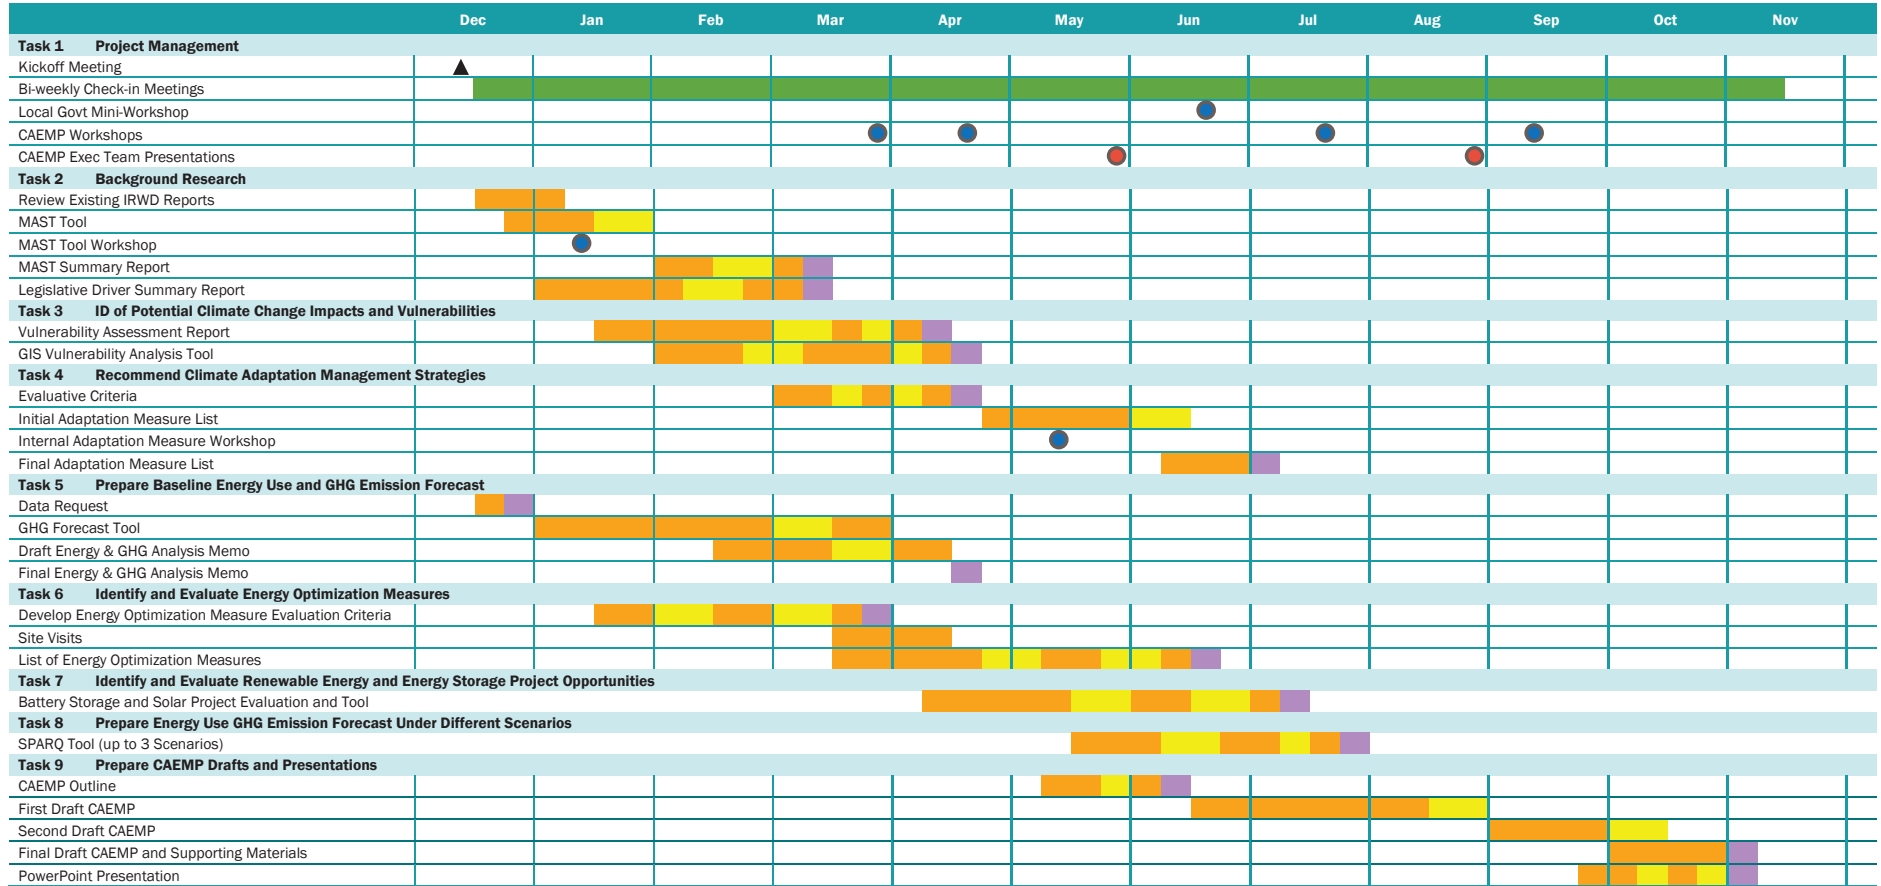 Dec Jan Feb Mar Apr May Jun Jul Aug Sep Oct Nov
Task 1 Project Management
Kickoff Meeting
Bi-weekly Check-in Meetings
Local Govt Mini-Workshop
CAEMP Workshops
CAEMP Exec Team Presentations
Task 2 Background Research
Review Existing IRWD Reports
MAST Tool
MAST Tool Workshop
MAST Summary Report
Legislative Driver Summary Report
Task 3 ID of Potential Climate Change Impacts and Vulnerabilities
Vulnerability Assessment Report
GIS Vulnerability Analysis Tool
Task 4 Recommend Climate Adaptation Management Strategies
Evaluative Criteria
Initial Adaptation Measure List
Internal Adaptation Measure Workshop
Final Adaptation Measure List
Task 5 Prepare Baseline Energy Use and GHG Emission Forecast
Data Request
GHG Forecast Tool
Draft Energy & GHG Analysis Memo
Final Energy & GHG Analysis Memo
Task 6 Identify and Evaluate Energy Optimization Measures
Develop Energy Optimization Measure Evaluation Criteria
Site Visits
List of Energy Optimization Measures
Task 7 Identify and Evaluate Renewable Energy and Energy Storage Project Opportunities
Battery Storage and Solar Project Evaluation and Tool
Task 8 Prepare Energy Use GHG Emission Forecast Under Different Scenarios
SPARQ Tool (up to 3 Scenarios)
Task 9 Prepare CAEMP Drafts and Presentations
CAEMP Outline
First Draft CAEMP
Second Draft CAEMP
Final Draft CAEMP and Supporting Materials
PowerPoint Presentation